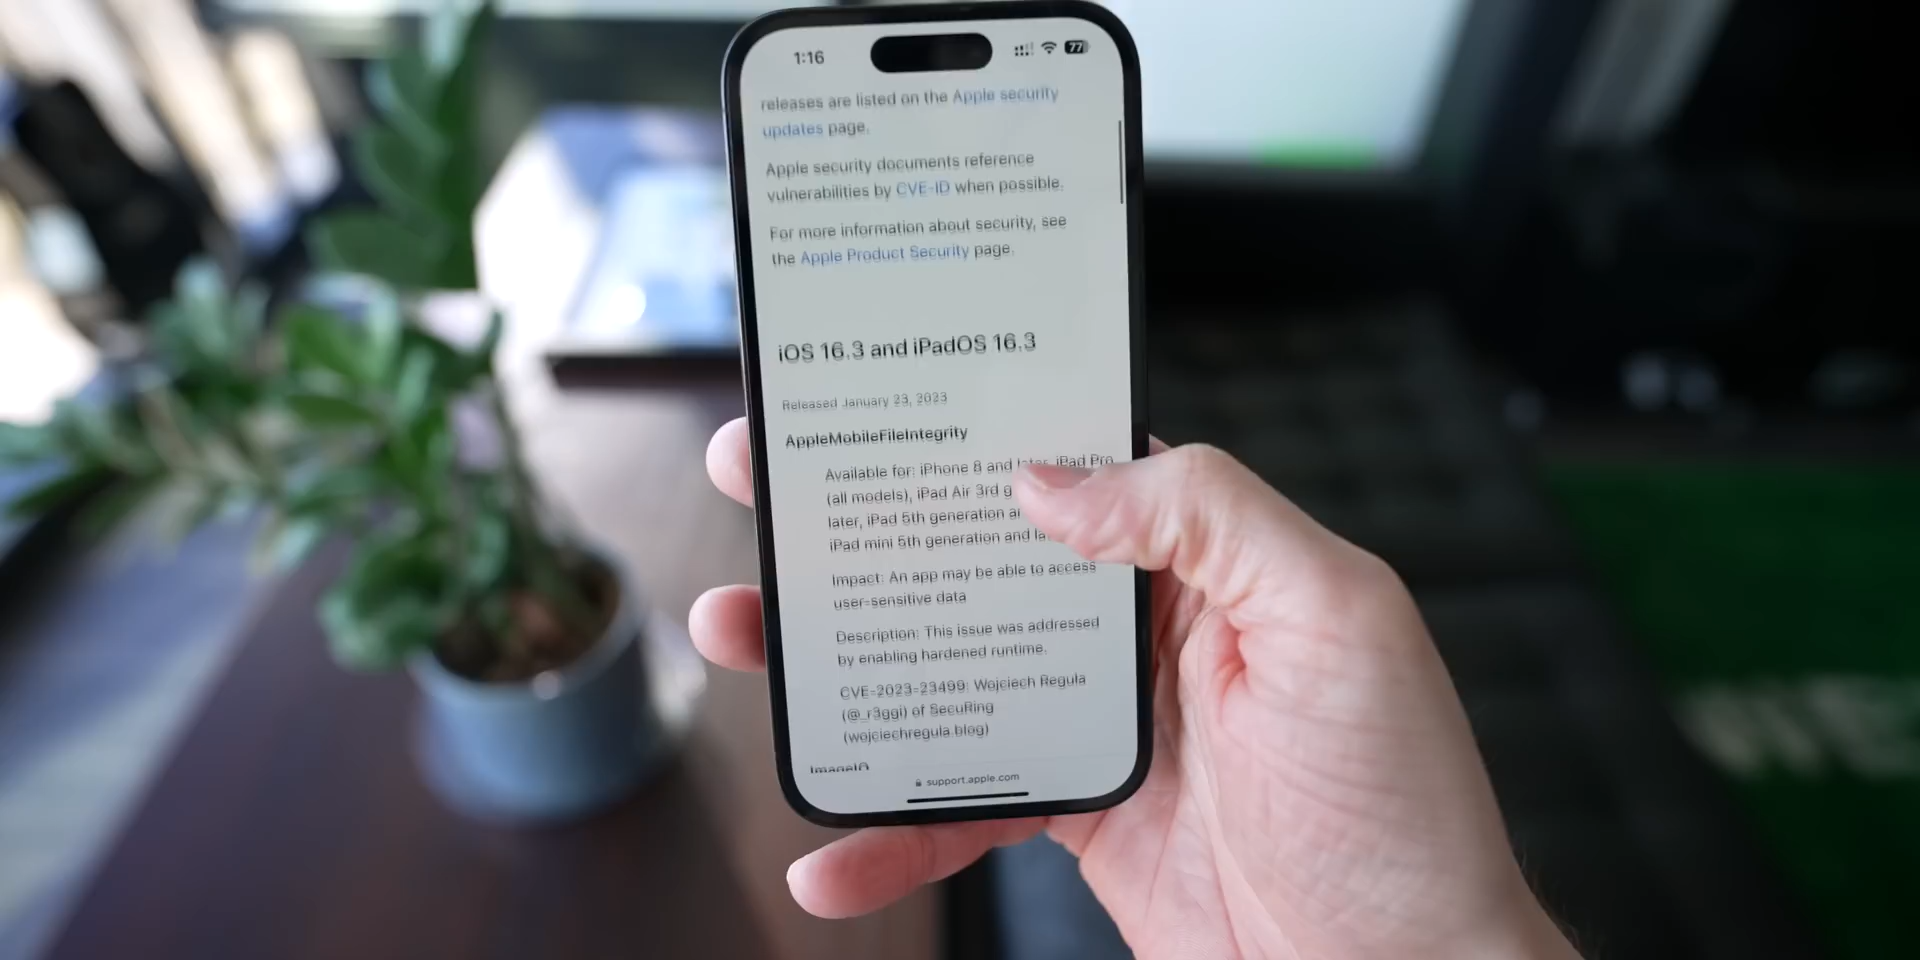 1:16
77
releases are listed on the Apple security
updates page.
Apple security documents reference
vulnerabilities by CVE-ID when possible.
For more information about security, see
the Apple Product Security page.
iOS 16.3 and iPadOS 16.3
Released January 23, 2023
AppleMobileFileIntegrity
Available for: iPhone 8 and later, iPad Pro
(all models), iPad Air 3rd g
later, iPad 5th generation
iPad mini 5th generation and
Impact: An app may be able to access
user-sensitive data
Description: This issue was addressed
by enabling hardened runtime.
CVE-2023-23499: Wojciech Regula
(@_r3ggi) of SecuRing
(wojciechregula.blog)
ImageIO
support.apple.com